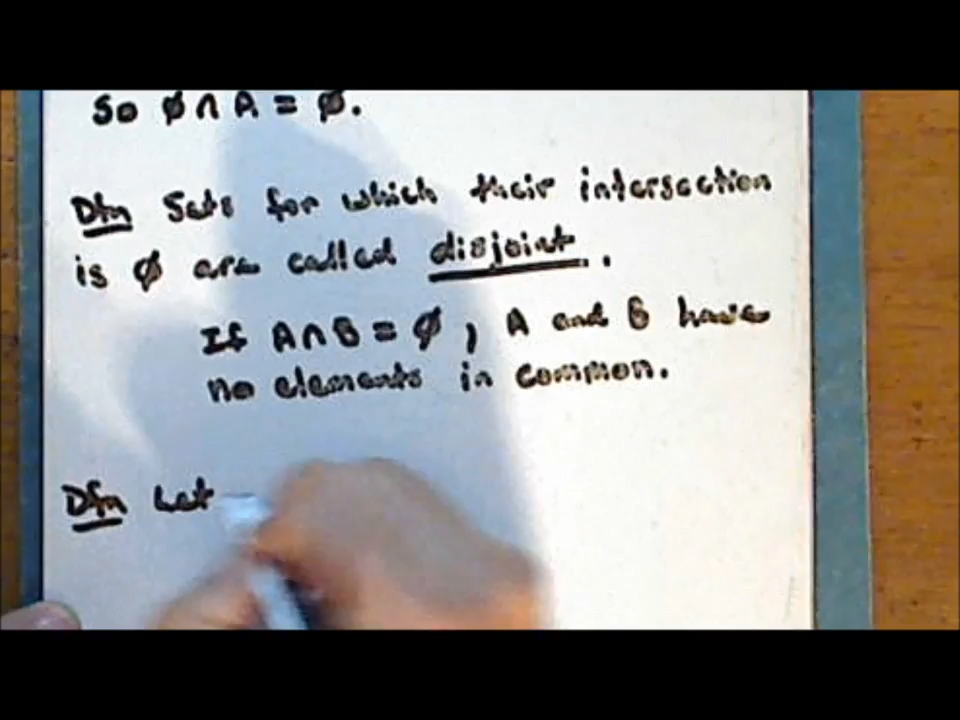 So ∅ ∩ A = ∅.
Dfn Sets for which their intersection
is ∅ are called disjoint.
If A ∩ B = ∅, A and B have
no elements in common.
Dfn Let